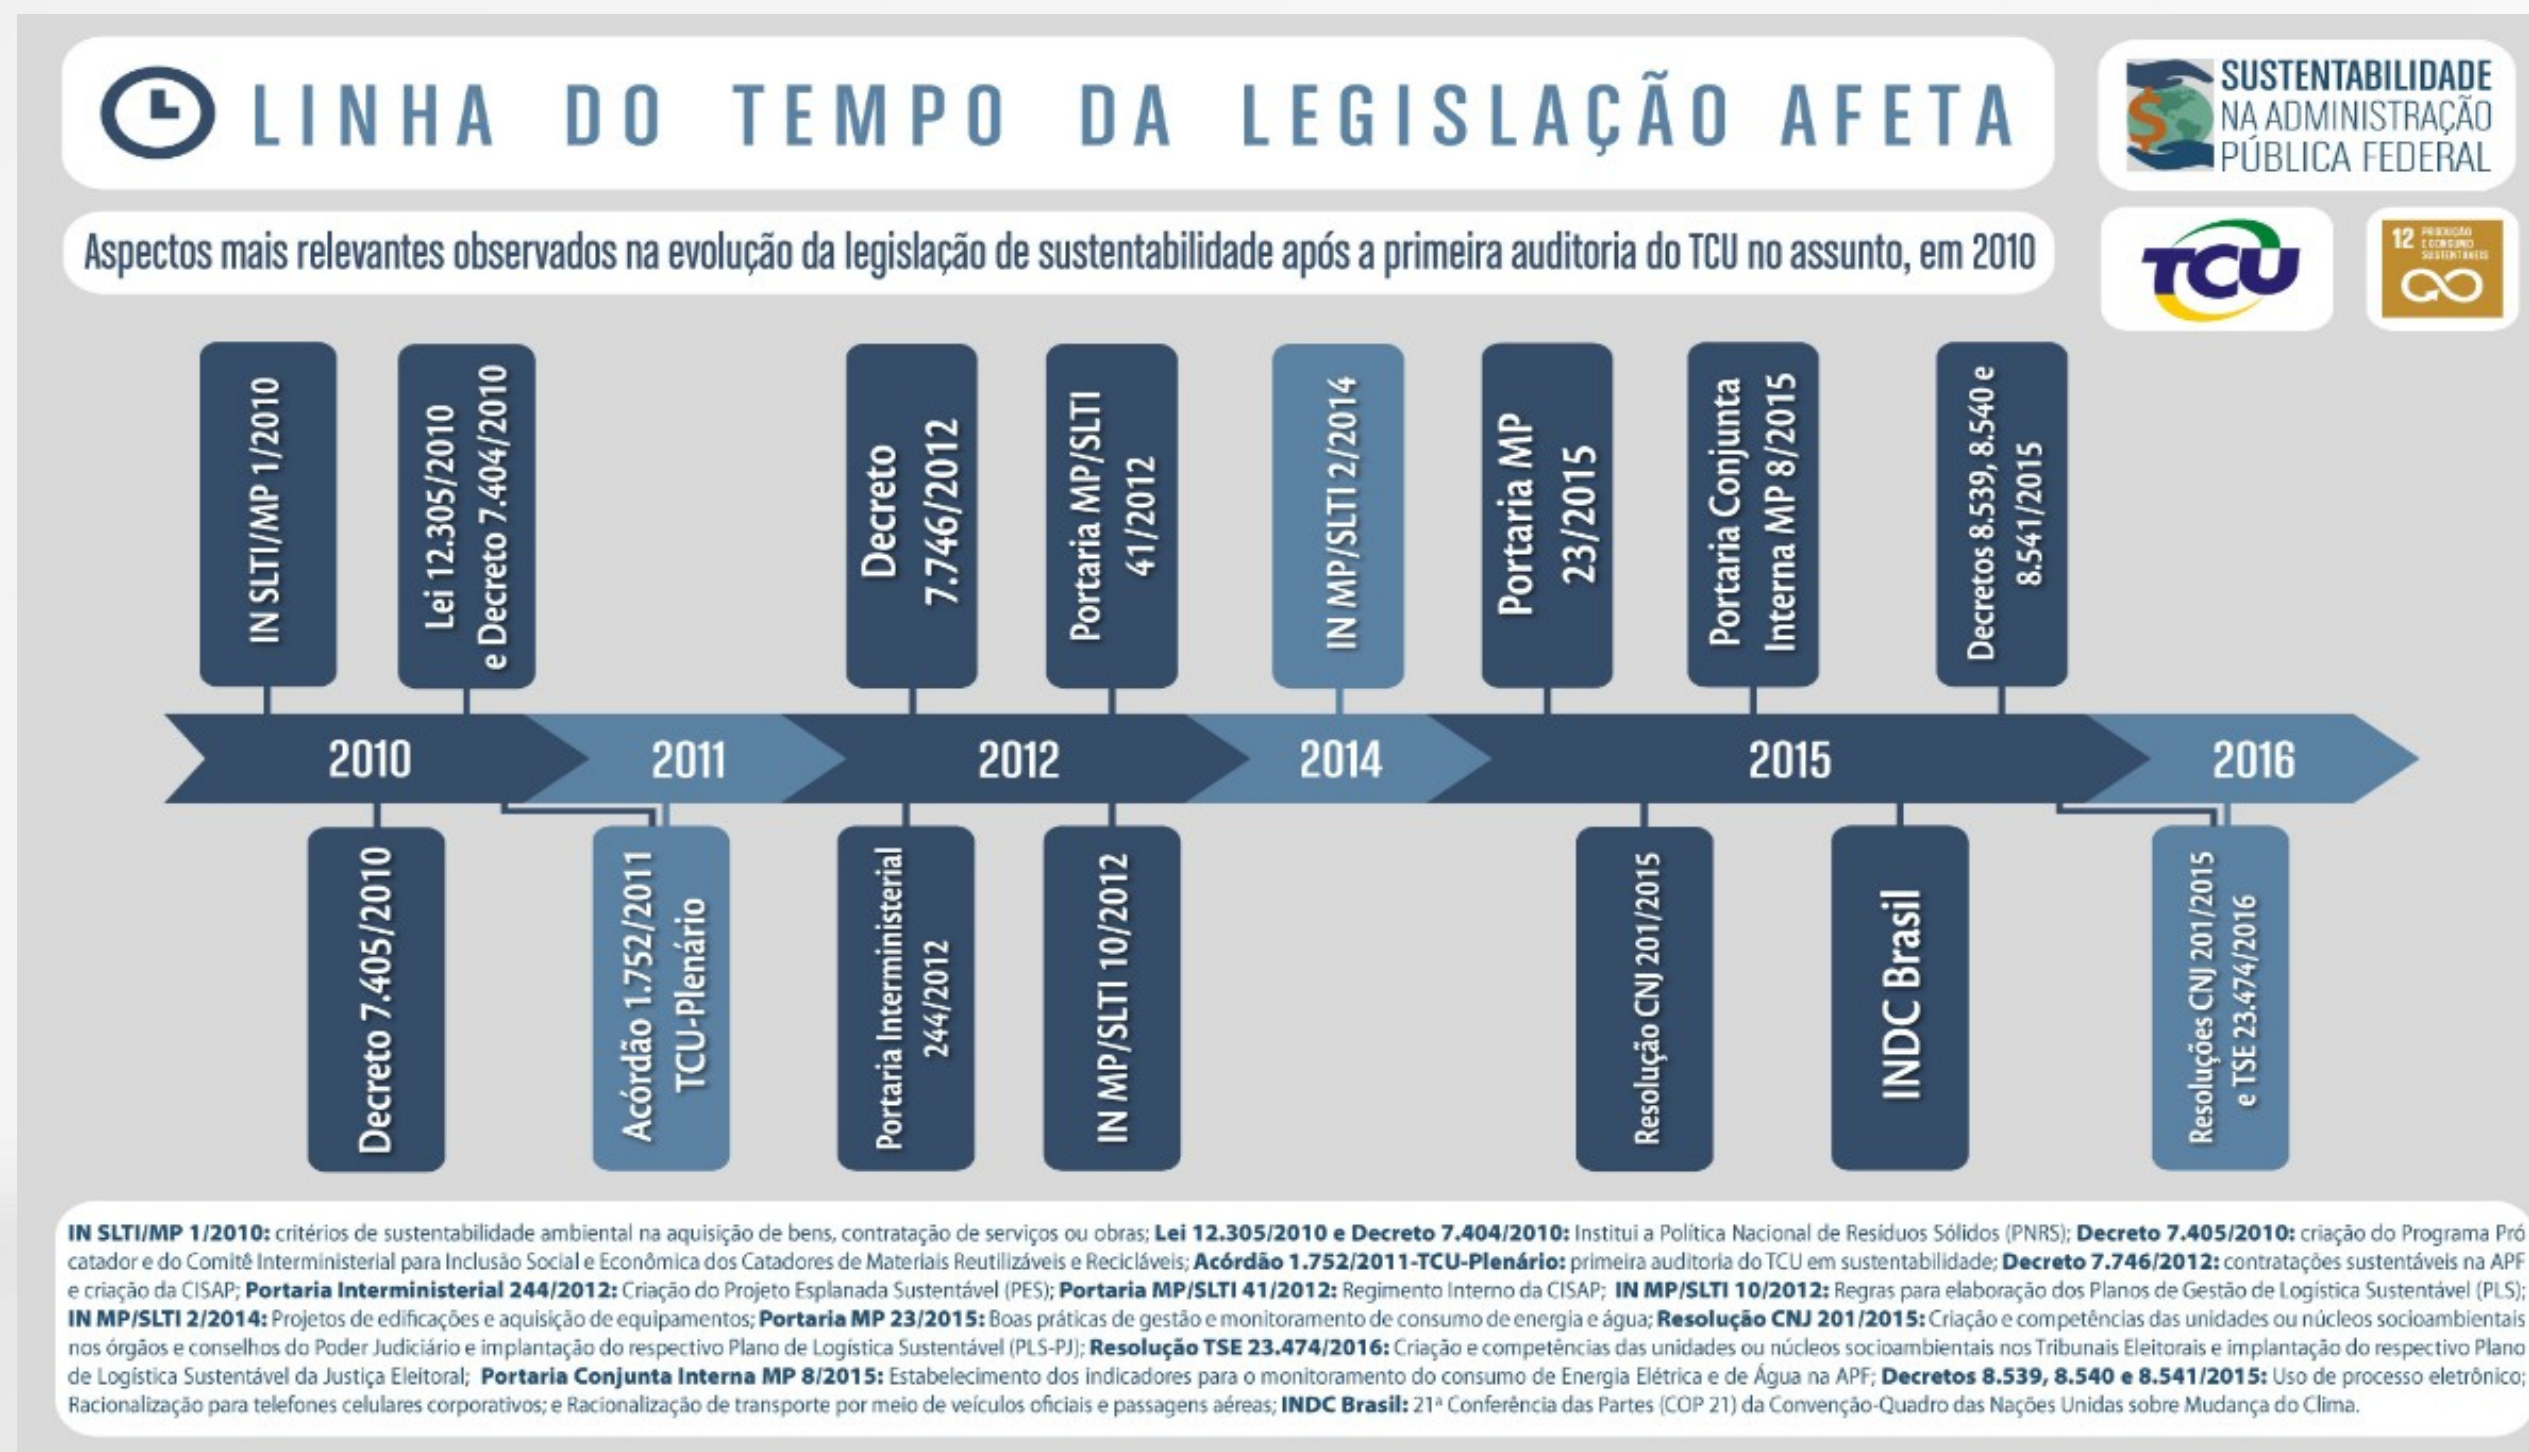 LINHA DO TEMPO DA LEGISLAÇÃO AFETA
SUSTENTABILIDADE
NA ADMINISTRAÇÃO
PÚBLICA FEDERAL
Aspectos mais relevantes observados na evolução da legislação de sustentabilidade após a primeira auditoria do TCU no assunto, em 2010
TCU
12 PRODUÇÃO
E CONSUMO
SUSTENTÁVEIS
IN SLTI/MP 1/2010
Lei 12.305/2010
e Decreto 7.404/2010
Decreto
7.746/2012
Portaria MP/SLTI
41/2012
IN MP/SLTI 2/2014
Portaria MP
23/2015
Portaria Conjunta
Interna MP 8/2015
Decretos 8.539, 8.540 e
8.541/2015
2010
2011
2012
2014
2015
2016
Decreto 7.405/2010
Acórdão 1.752/2011
TCU-Plenário
Portaria Interministerial
244/2012
IN MP/SLTI 10/2012
Resolução CNJ 201/2015
INDC Brasil
Resoluções CNJ 201/2015
e TSE 23.474/2016
IN SLTI/MP 1/2010: critérios de sustentabilidade ambiental na aquisição de bens, contratação de serviços ou obras; Lei 12.305/2010 e Decreto 7.404/2010: Institui a Política Nacional de Resíduos Sólidos (PNRS); Decreto 7.405/2010: criação do Programa Pró
catador e do Comitê Interministerial para Inclusão Social e Econômica dos Catadores de Materiais Reutilizáveis e Recicláveis; Acórdão 1.752/2011-TCU-Plenário: primeira auditoria do TCU em sustentabilidade; Decreto 7.746/2012: contratações sustentáveis na APF
e criação da CISAP; Portaria Interministerial 244/2012: Criação do Projeto Esplanada Sustentável (PES); Portaria MP/SLTI 41/2012: Regimento Interno da CISAP; IN MP/SLTI 10/2012: Regras para elaboração dos Planos de Gestão de Logística Sustentável (PLS);
IN MP/SLTI 2/2014: Projetos de edificações e aquisição de equipamentos; Portaria MP 23/2015: Boas práticas de gestão e monitoramento de consumo de energia e água; Resolução CNJ 201/2015: Criação e competências das unidades ou núcleos socioambientais
nos órgãos e conselhos do Poder Judiciário e implantação do respectivo Plano de Logística Sustentável (PLS-PJ); Resolução TSE 23.474/2016: Criação e competências das unidades ou núcleos socioambientais nos Tribunais Eleitorais e implantação do respectivo Plano
de Logística Sustentável da Justiça Eleitoral; Portaria Conjunta Interna MP 8/2015: Estabelecimento dos indicadores para o monitoramento do consumo de Energia Elétrica e de Água na APF; Decretos 8.539, 8.540 e 8.541/2015: Uso de processo eletrônico;
Racionalização para telefones celulares corporativos; e Racionalização de transporte por meio de veículos oficiais e passagens aéreas; INDC Brasil: 21ª Conferência das Partes (COP 21) da Convenção-Quadro das Nações Unidas sobre Mudança do Clima.